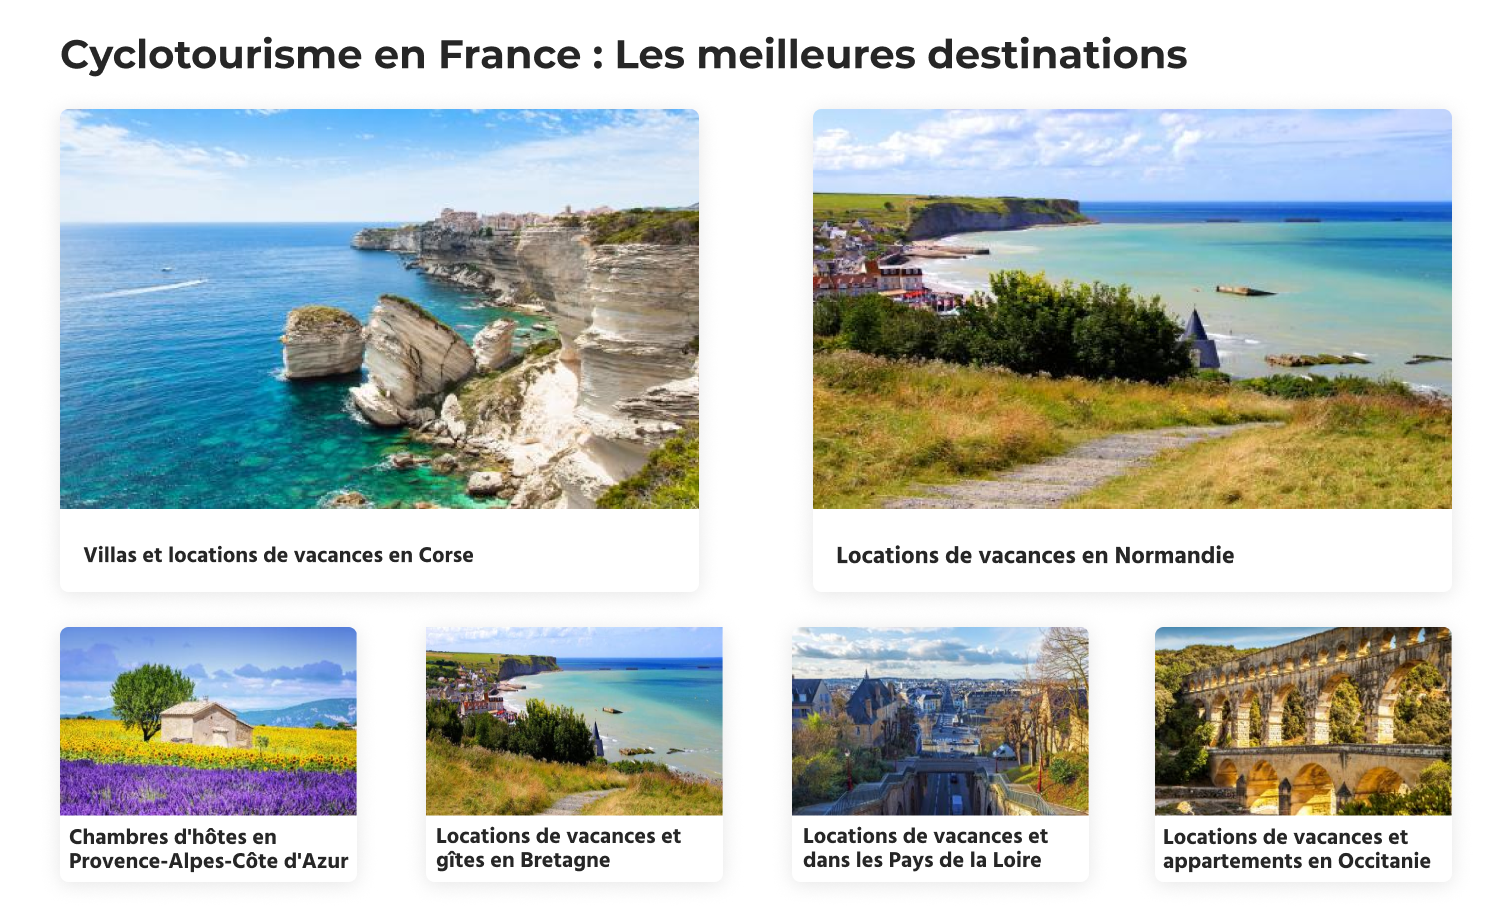 Cyclotourisme en France : Les meilleures destinations
Villas et locations de vacances en Corse
Locations de vacances en Normandie
Chambres d'hôtes en
Provence-Alpes-Côte d'Azur
Locations de vacances et
gîtes en Bretagne
Locations de vacances et
dans les Pays de la Loire
Locations de vacances et
appartements en Occitanie